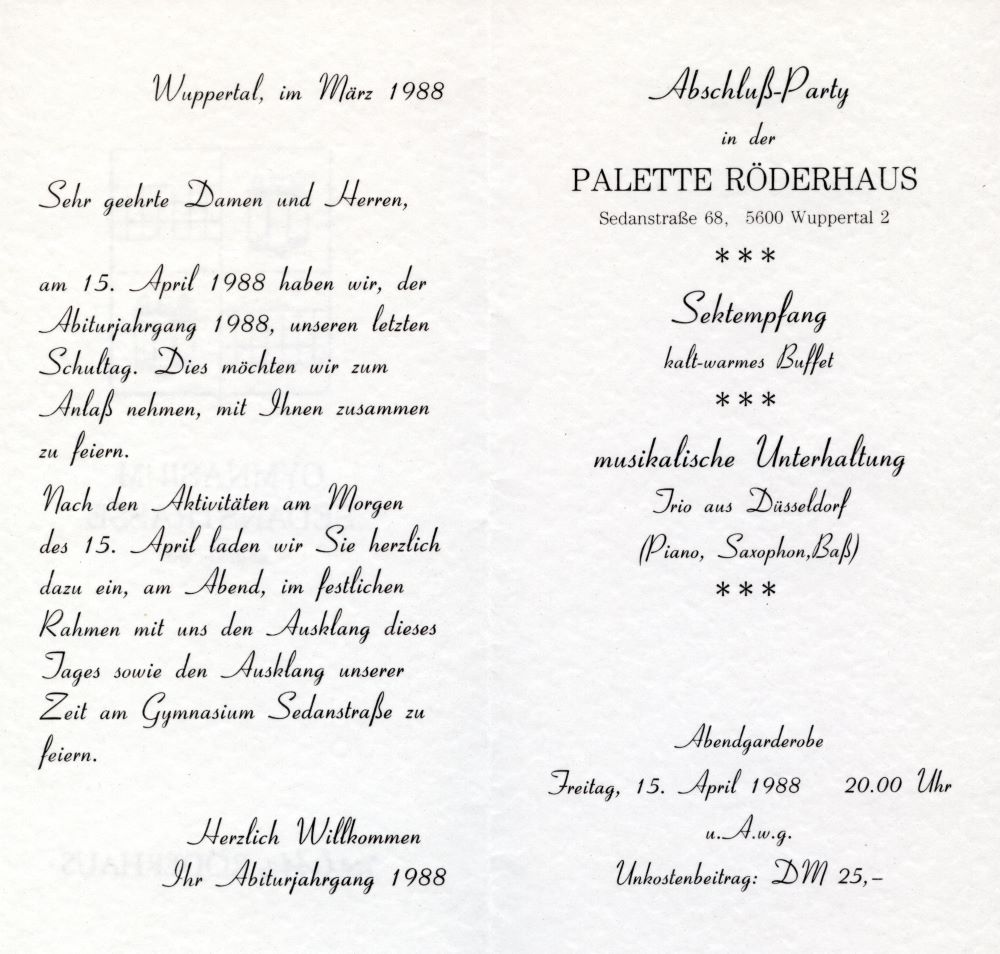 Wuppertal, im März 1988
Sehr geehrte Damen und Herren,
am 15. April 1988 haben wir, der
Abiturjahrgang 1988, unseren letzten
Schultag. Dies möchten wir zum
Anlaß nehmen, mit Ihnen zusammen
zu feiern.
Nach den Aktivitäten am Morgen
des 15. April laden wir Sie herzlich
dazu ein, am Abend, im festlichen
Rahmen mit uns den Ausklang dieses
Tages sowie den Ausklang unserer
Zeit am Gymnasium Sedanstraße zu
feiern.
Herzlich Willkommen
Ihr Abiturjahrgang 1988
Abschluß-Party
in der
PALETTE RÖDERHAUS
Sedanstraße 68, 5600 Wuppertal 2
***
Sektempfang
kalt-warmes Buffet
***
musikalische Unterhaltung
Trio aus Düsseldorf
(Piano, Saxophon,Baß)
***
Abendgarderobe
Freitag, 15. April 1988 20.00 Uhr
u.A.w.g.
Unkostenbeitrag: DM 25,–